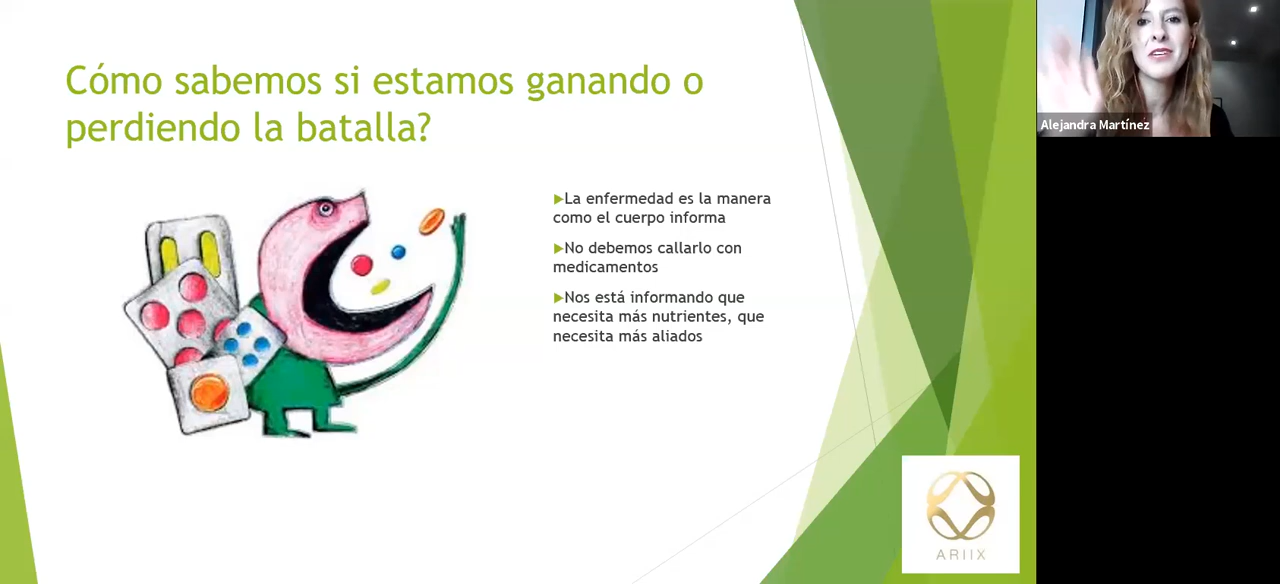 Cómo sabemos si estamos ganando o
perdiendo la batalla?
La enfermedad es la manera
como el cuerpo informa
No debemos callarlo con
medicamentos
Nos está informando que
necesita más nutrientes, que
necesita más aliados
ARIIX
Alejandra Martínez